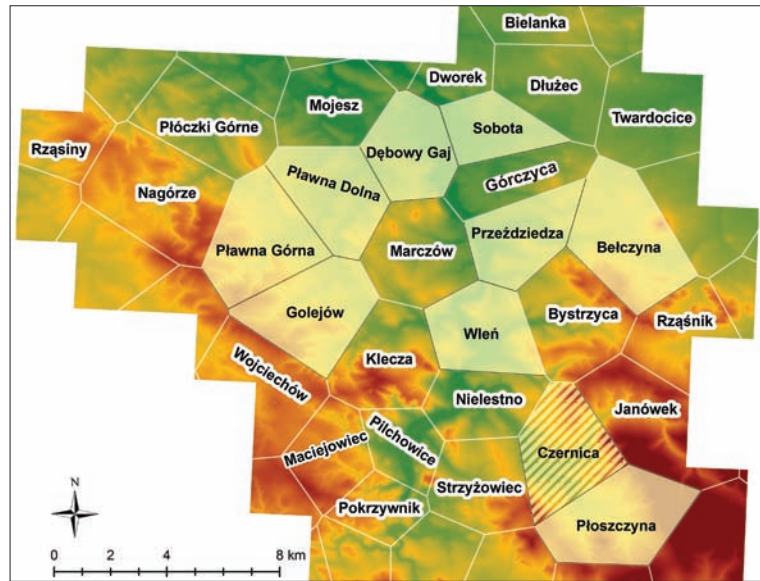 Bielanka
Dworek
Dłużec
Mojesz
Twardocice
Płóczki Górne
Sobota
Rząsiny
Dębowy Gaj
Górczyca
Nagórze
Pławna Dolna
Przeździedza
Pławna Górna
Marczów
Bełczyna
Golejów
Bystrzyca
Rząśnik
Wleń
Klecza
Wojciechów
Nielestno
Janówek
Pilchowice
Maciejowiec
Czernica
Strzyżowiec
Pokrzywnik
Płoszczyna
N
0 2 4 8 km